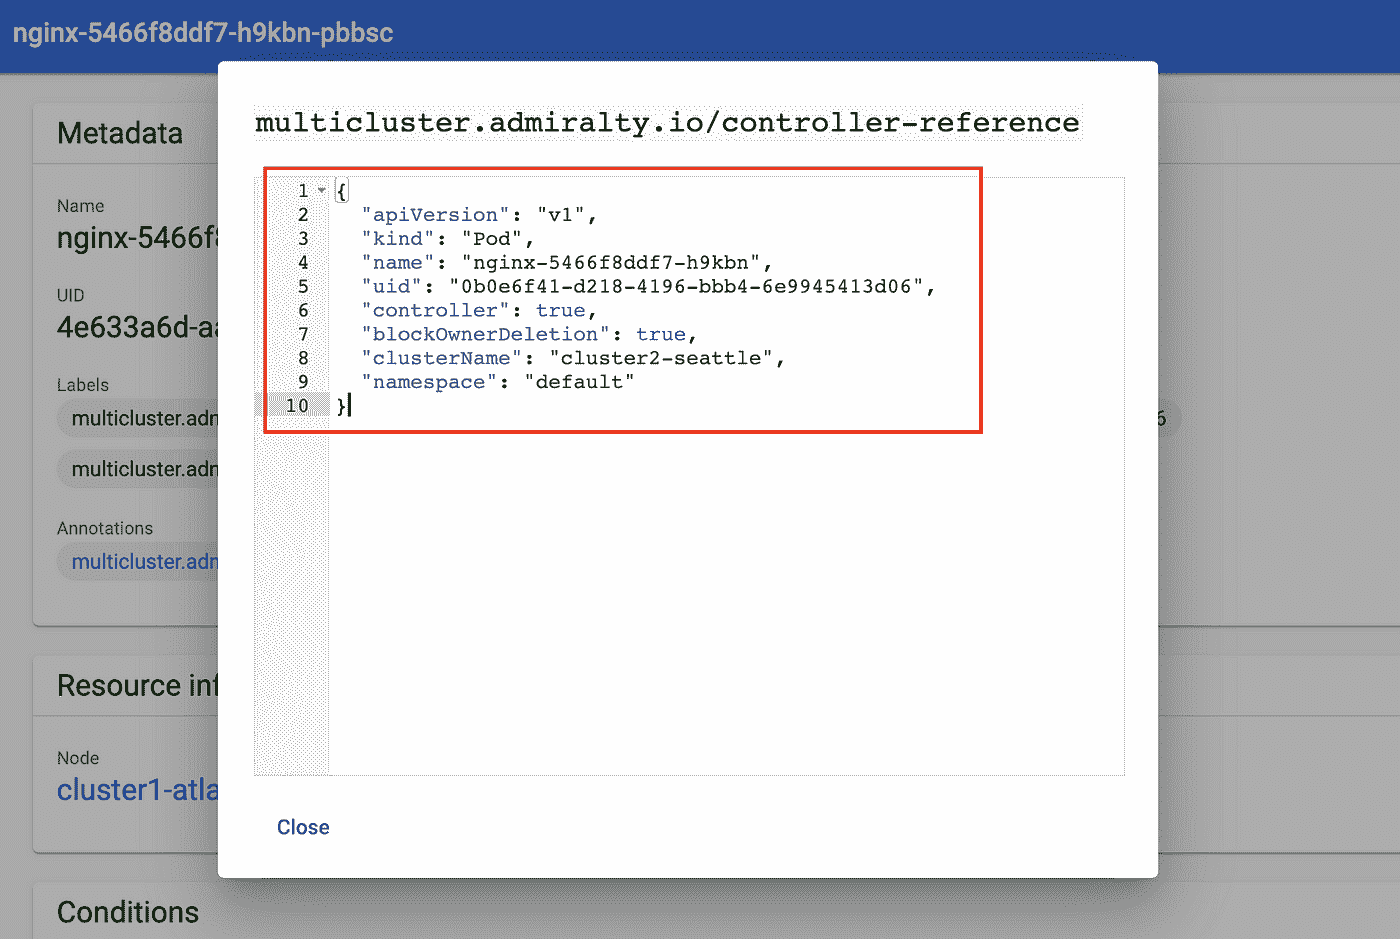 nginx-5466f8ddf7-h9kbn-pbbsc
multicluster.admiralty.io/controller-reference
1 {
2 "apiVersion": "v1",
3 "kind": "Pod",
4 "name": "nginx-5466f8ddf7-h9kbn",
5 "uid": "0b0e6f41-d218-4196-bbb4-6e9945413d06",
6 "controller": true,
7 "blockOwnerDeletion": true,
8 "clusterName": "cluster2-seattle",
9 "namespace": "default"
10 }
Close
Metadata
Name
nginx-5466f
UID
4e633a6d-a
Labels
multicluster.adm
6
multicluster.adm
Annotations
multicluster.adm
Resource inf
Node
cluster1-atla
Conditions